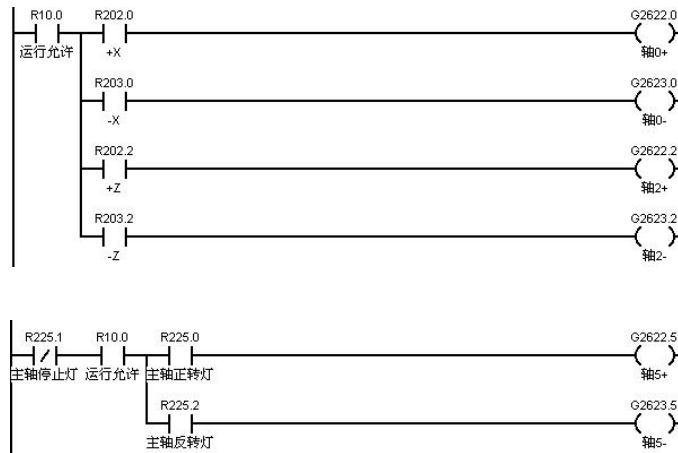 R10.0 R202.0 G2622.0
运行允许 +X 轴0+
R203.0 G2623.0
-X 轴0-
R202.2 G2622.2
+Z 轴2+
R203.2 G2623.2
-Z 轴2-
R225.1 R10.0 R225.0 G2622.5
主轴停止灯 运行允许 主轴正转灯 轴5+
R225.2 G2623.5
主轴反转灯 轴5-